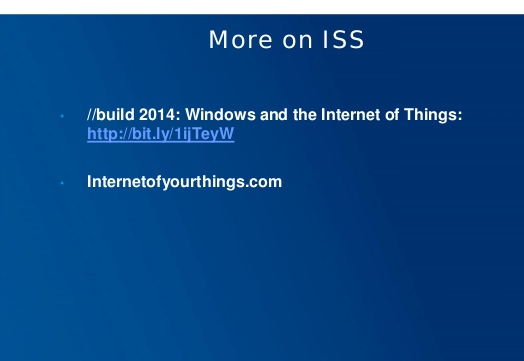 More on ISS
//build 2014: Windows and the Internet of Things:
http://bit.ly/1ijTeyW
Internetofyourthings.com